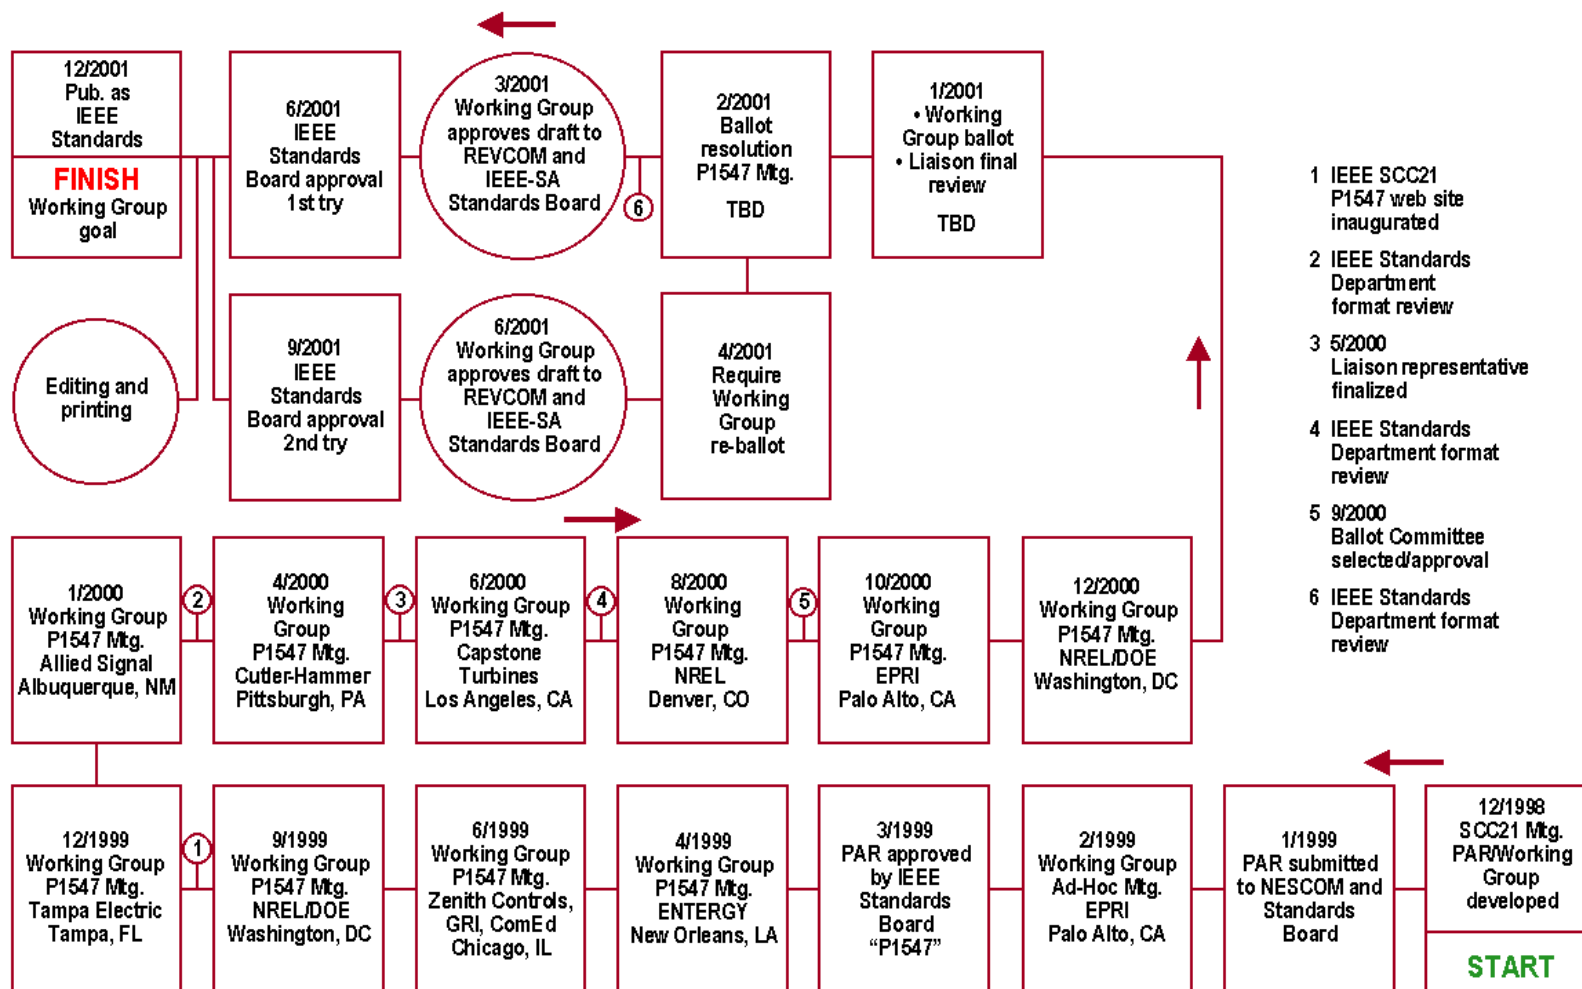 12/2001
Pub. as
IEEE
Standards
FINISH
Working Group
goal
6/2001
IEEE
Standards
Board approval
1st try
3/2001
Working Group
approves draft to
REVCOM and
IEEE-SA
Standards Board
6
2/2001
Ballot
resolution
P1547 Mtg.
TBD
1/2001
• Working
Group ballot
• Liaison final
review
TBD
Editing and
printing
9/2001
IEEE
Standards
Board approval
2nd try
6/2001
Working Group
approves draft to
REVCOM and
IEEE-SA
Standards Board
4/2001
Require
Working
Group
re-ballot
1 IEEE SCC21
P1547 web site
inaugurated
2 IEEE Standards
Department
format review
3 5/2000
Liaison representative
finalized
4 IEEE Standards
Department format
review
5 9/2000
Ballot Committee
selected/approval
6 IEEE Standards
Department format
review
1/2000
Working Group
P1547 Mtg.
Allied Signal
Albuquerque, NM
2
4/2000
Working
Group
P1547 Mtg.
Cutler-Hammer
Pittsburgh, PA
3
6/2000
Working Group
P1547 Mtg.
Capstone
Turbines
Los Angeles, CA
4
8/2000
Working
Group
P1547 Mtg.
NREL
Denver, CO
5
10/2000
Working
Group
P1547 Mtg.
EPRI
Palo Alto, CA
12/2000
Working Group
P1547 Mtg.
NREL/DOE
Washington, DC
12/1999
Working Group
P1547 Mtg.
Tampa Electric
Tampa, FL
1
9/1999
Working Group
P1547 Mtg.
NREL/DOE
Washington, DC
6/1999
Working Group
P1547 Mtg.
Zenith Controls,
GRI, ComEd
Chicago, IL
4/1999
Working Group
P1547 Mtg.
ENTERGY
New Orleans, LA
3/1999
PAR approved
by IEEE
Standards
Board
“P1547”
2/1999
Working Group
Ad-Hoc Mtg.
EPRI
Palo Alto, CA
1/1999
PAR submitted
to NESCOM and
Standards
Board
12/1998
SCC21 Mtg.
PAR/Working
Group
developed
START